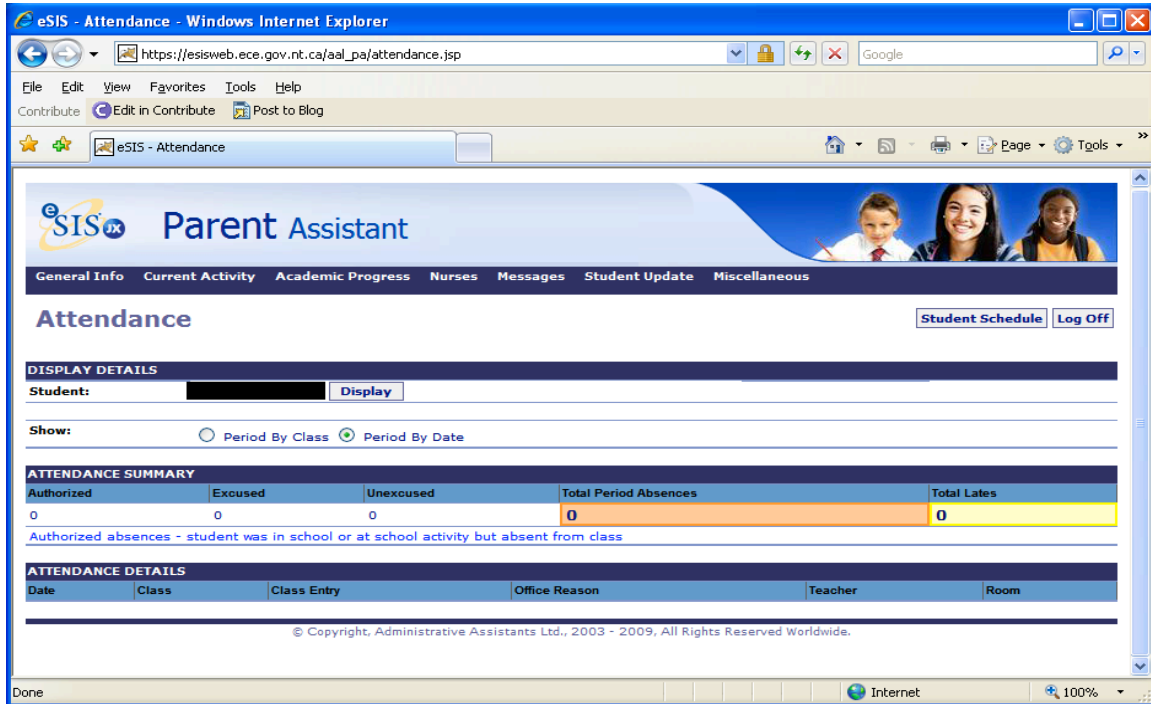 eSIS - Attendance - Windows Internet Explorer
https://esisweb.ece.gov.nt.ca/aal_pa/attendance.jsp Google
File Edit View Favorites Tools Help
Contribute Edit in Contribute Post to Blog
eSIS - Attendance Page Tools »
eSIS JX Parent Assistant
General Info Current Activity Academic Progress Nurses Messages Student Update Miscellaneous
Attendance Student Schedule Log Off
DISPLAY DETAILS
Student: Display
Show: Period By Class Period By Date
ATTENDANCE SUMMARY
Authorized Excused Unexcused Total Period Absences Total Lates
0 0 0 0 0
Authorized absences - student was in school or at school activity but absent from class
ATTENDANCE DETAILS
Date Class Class Entry Office Reason Teacher Room
© Copyright, Administrative Assistants Ltd., 2003 - 2009, All Rights Reserved Worldwide.
Done Internet 100%